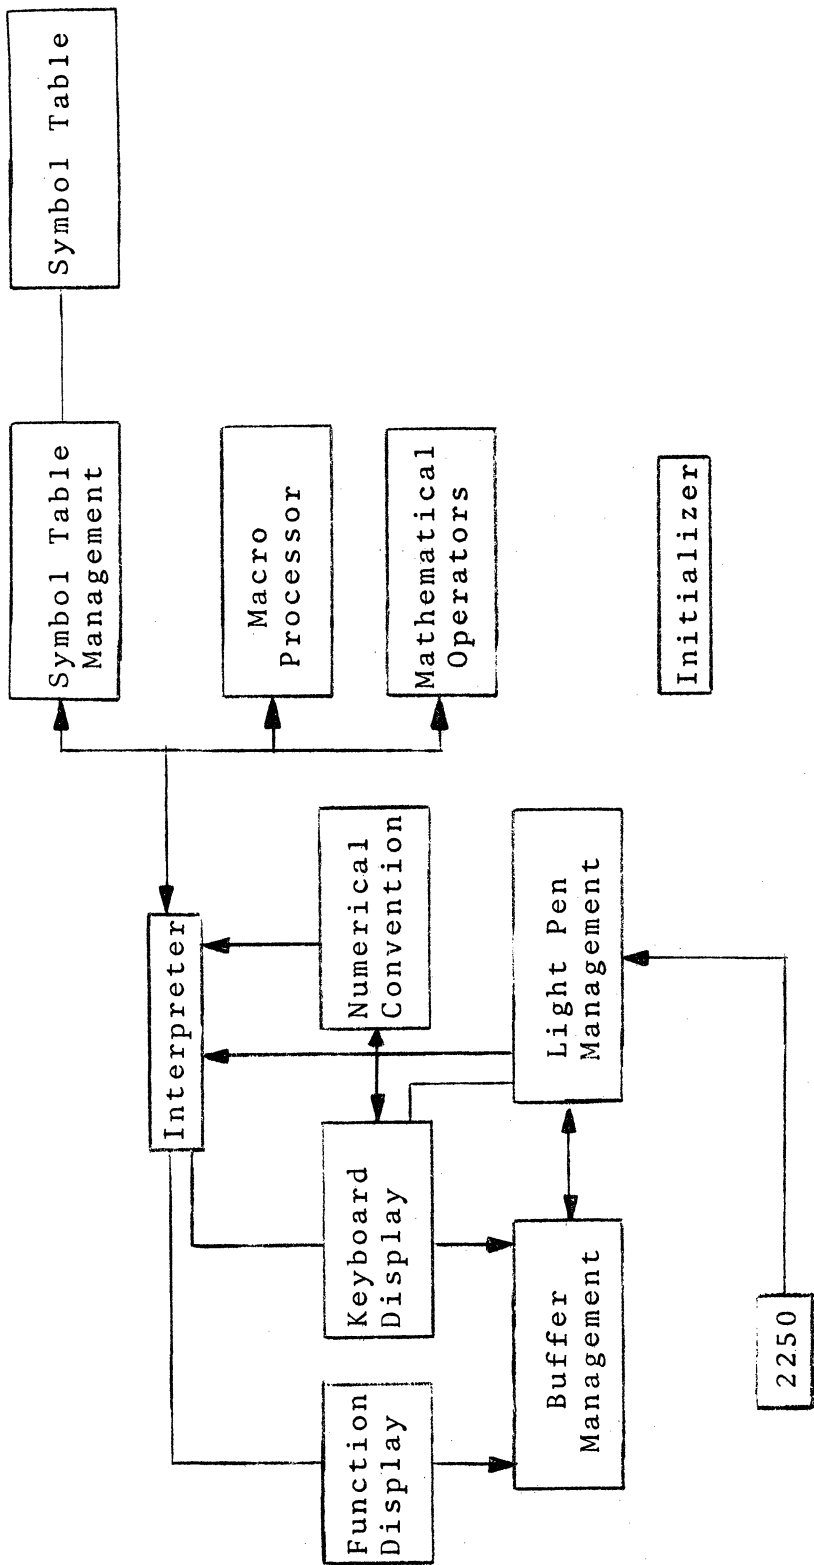 Symbol Table
Symbol Table
Management
Macro
Processor
Mathematical
Operators
Initializer
Interpreter
Numerical
Convention
Light Pen
Management
Keyboard
Display
Function
Display
Buffer
Management
2250